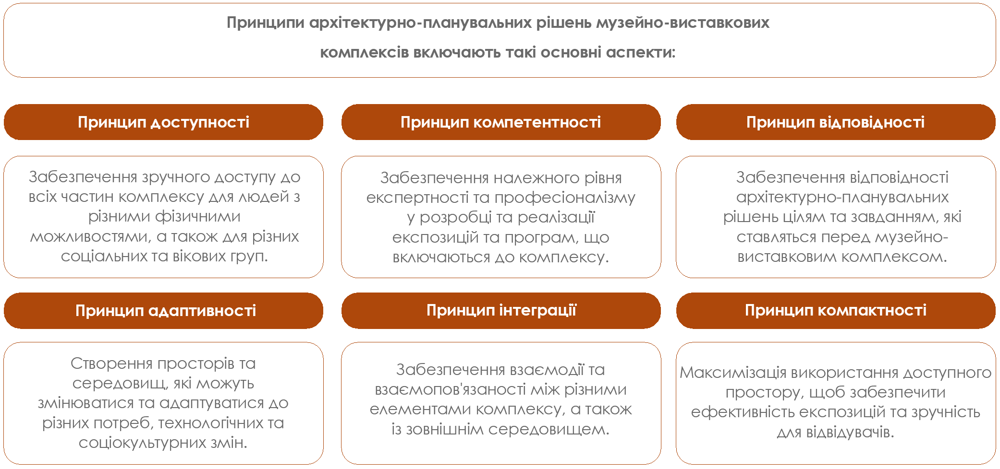 Принципи архітектурно-планувальних рішень музейно-виставкових
комплексів включають такі основні аспекти:
Принцип доступності
Забезпечення зручного доступу до
всіх частин комплексу для людей з
різними фізичними
можливостями, а також для різних
соціальних та вікових груп.
Принцип компетентності
Забезпечення належного рівня
експертності та професіоналізму
у розробці та реалізації
експозицій та програм, що
включаються до комплексу.
Принцип відповідності
Забезпечення відповідності
архітектурно-планувальних
рішень цілям та завданням, які
ставляться перед музейно-
виставковим комплексом.
Принцип адаптивності
Створення просторів та
середовищ, які можуть
змінюватися та адаптуватися до
різних потреб, технологічних та
соціокультурних змін.
Принцип інтеграції
Забезпечення взаємодії та
взаємопов'язаності між різними
елементами комплексу, а також
із зовнішнім середовищем.
Принцип компактності
Максимізація використання доступного
простору, щоб забезпечити
ефективність експозицій та зручність
для відвідувачів.